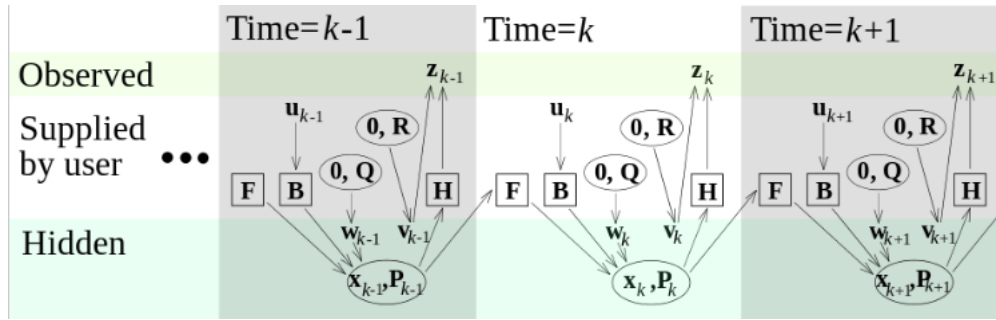 Time=k-1 Time=k Time=k+1
Observed z_{k-1} z_k z_{k+1}
Supplied by user ••• u_{k-1} 0, R u_k 0, R u_{k+1} 0, R
F B 0, Q H F B 0, Q H F B 0, Q H
Hidden w_{k-1} v_{k-1} w_k v_k w_{k+1} v_{k+1}
x_{k-1},P_{k-1} x_k,P_k x_{k+1},P_{k+1}